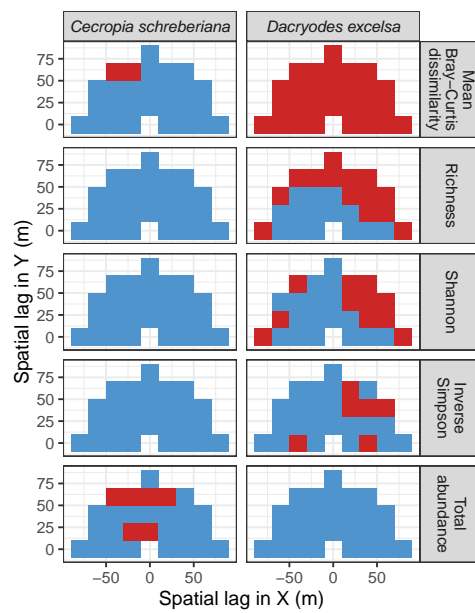 Cecropia schreberiana
Dacryodes excelsa
75
50
25
0
Mean
Bray−Curtis
dissimilarity
75
50
25
0
Richness
75
50
25
0
Shannon
75
50
25
0
Inverse
Simpson
75
50
25
0
Total
abundance
Spatial lag in Y (m)
−50 0 50 −50 0 50
Spatial lag in X (m)